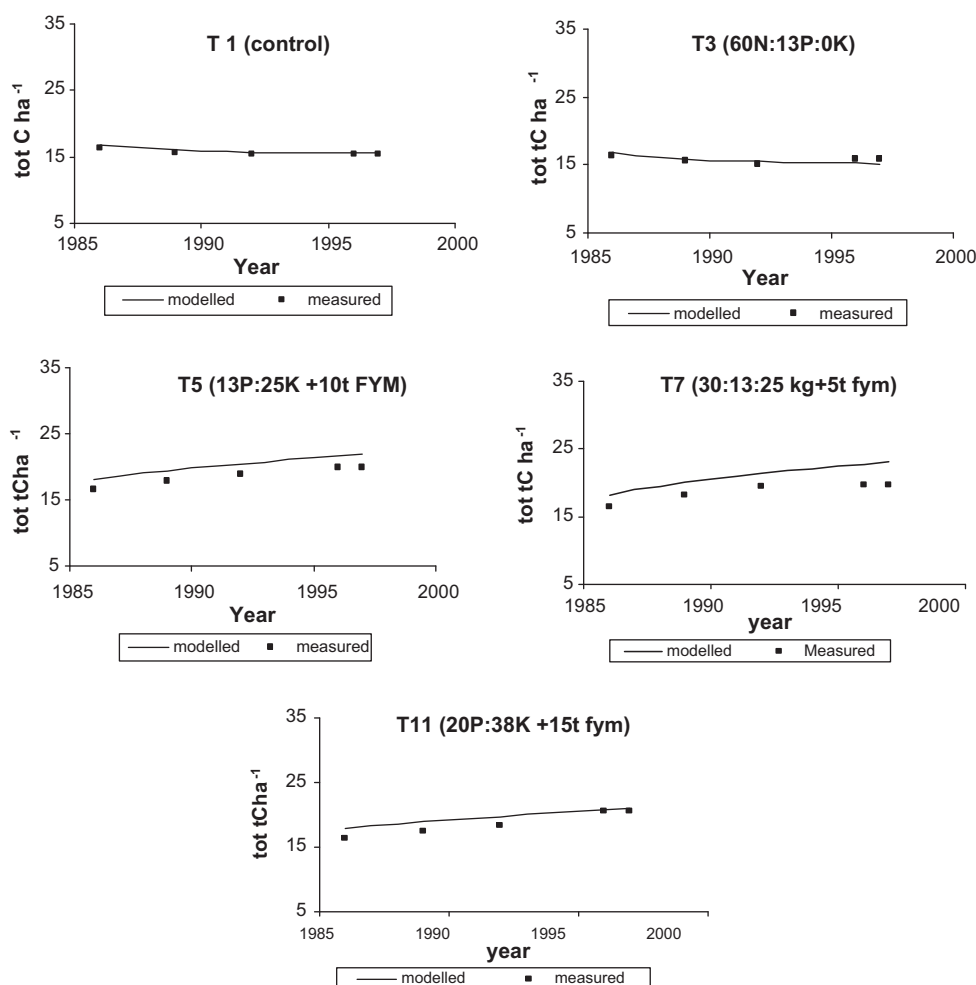 T 1 (control)
tot C ha -1
35
25
15
5
1985 1990 1995 2000
Year
modelled measured
T3 (60N:13P:0K)
tot tC ha -1
35
25
15
5
1985 1990 1995 2000
Year
modelled measured
T5 (13P:25K +10t FYM)
tot tCha -1
35
25
15
5
1985 1990 1995 2000
Year
modelled measured
T7 (30:13:25 kg+5t fym)
tot tC ha -1
35
25
15
5
1985 1990 1995 2000
year
modelled Measured
T11 (20P:38K +15t fym)
tot tCha-1
35
25
15
5
1985 1990 1995 2000
year
modelled measured